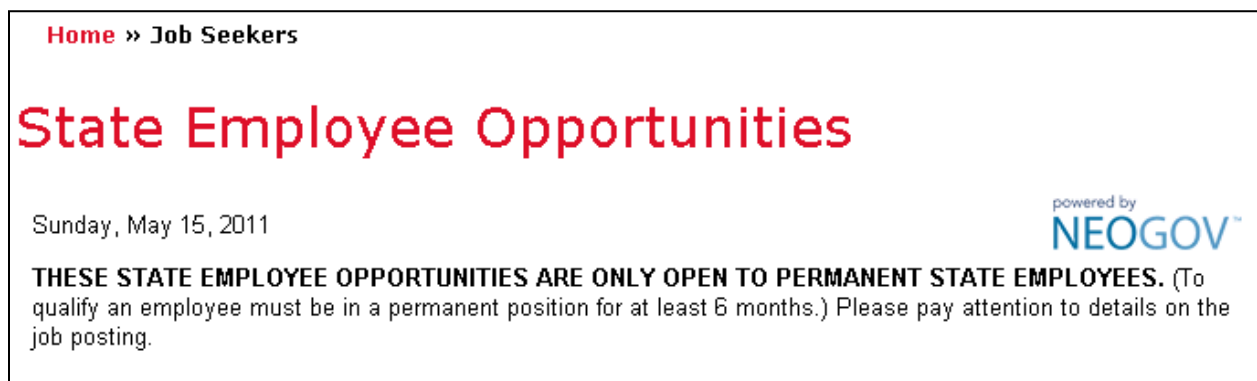 Home » Job Seekers
State Employee Opportunities
powered by
Sunday, May 15, 2011
NEOGOV™
THESE STATE EMPLOYEE OPPORTUNITIES ARE ONLY OPEN TO PERMANENT STATE EMPLOYEES. (To
qualify an employee must be in a permanent position for at least 6 months.) Please pay attention to details on the
job posting.